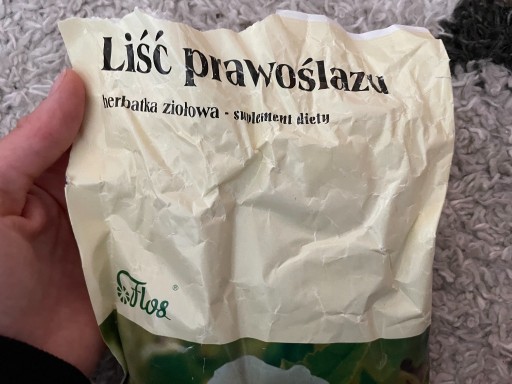 Liść prawoślazu
herbatka ziołowa - suplement diety
Flos ®